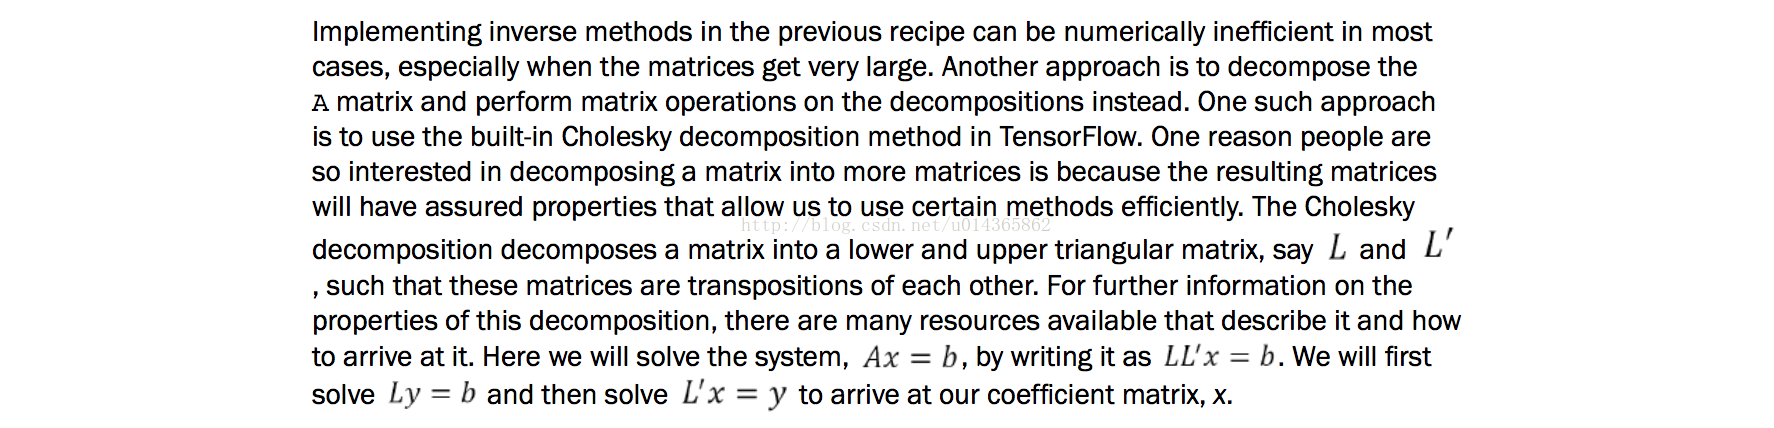 Implementing inverse methods in the previous recipe can be numerically inefficient in most
cases, especially when the matrices get very large. Another approach is to decompose the
A matrix and perform matrix operations on the decompositions instead. One such approach
is to use the built-in Cholesky decomposition method in TensorFlow. One reason people are
so interested in decomposing a matrix into more matrices is because the resulting matrices
will have assured properties that allow us to use certain methods efficiently. The Cholesky
http://blog.csdn.net/u014365862
decomposition decomposes a matrix into a lower and upper triangular matrix, say L and L′
, such that these matrices are transpositions of each other. For further information on the
properties of this decomposition, there are many resources available that describe it and how
to arrive at it. Here we will solve the system, Ax = b, by writing it as LL′x = b. We will first
solve Ly = b and then solve L′x = y to arrive at our coefficient matrix, x.